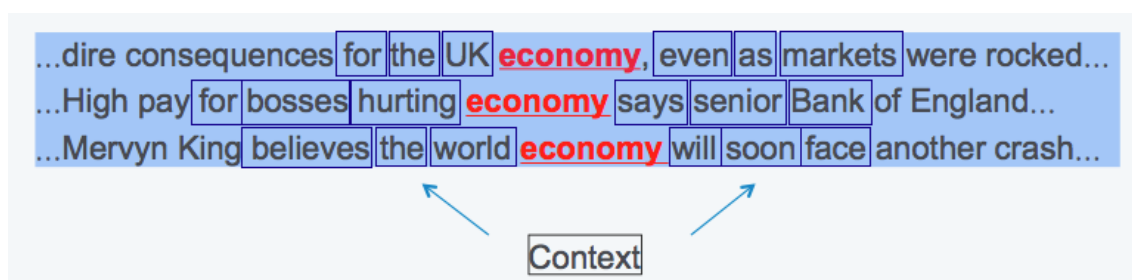 ...dire consequences for the UK economy, even as markets were rocked...
...High pay for bosses hurting economy says senior Bank of England...
...Mervyn King believes the world economy will soon face another crash...
Context